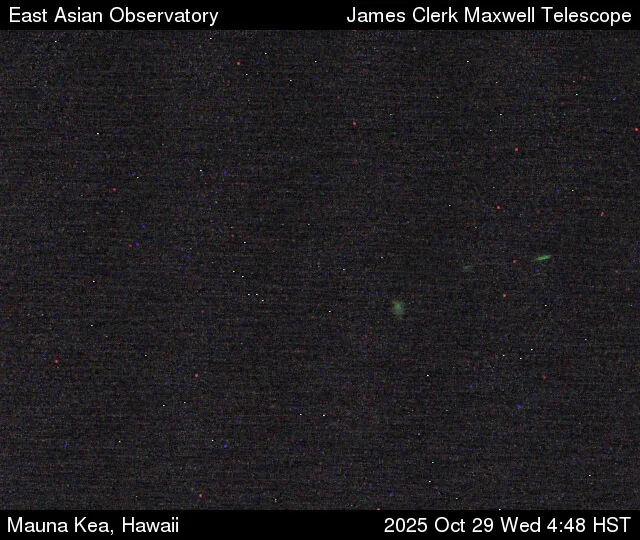 East Asian Observatory
James Clerk Maxwell Telescope
Mauna Kea, Hawaii
2025 Oct 29 Wed 4:48 HST